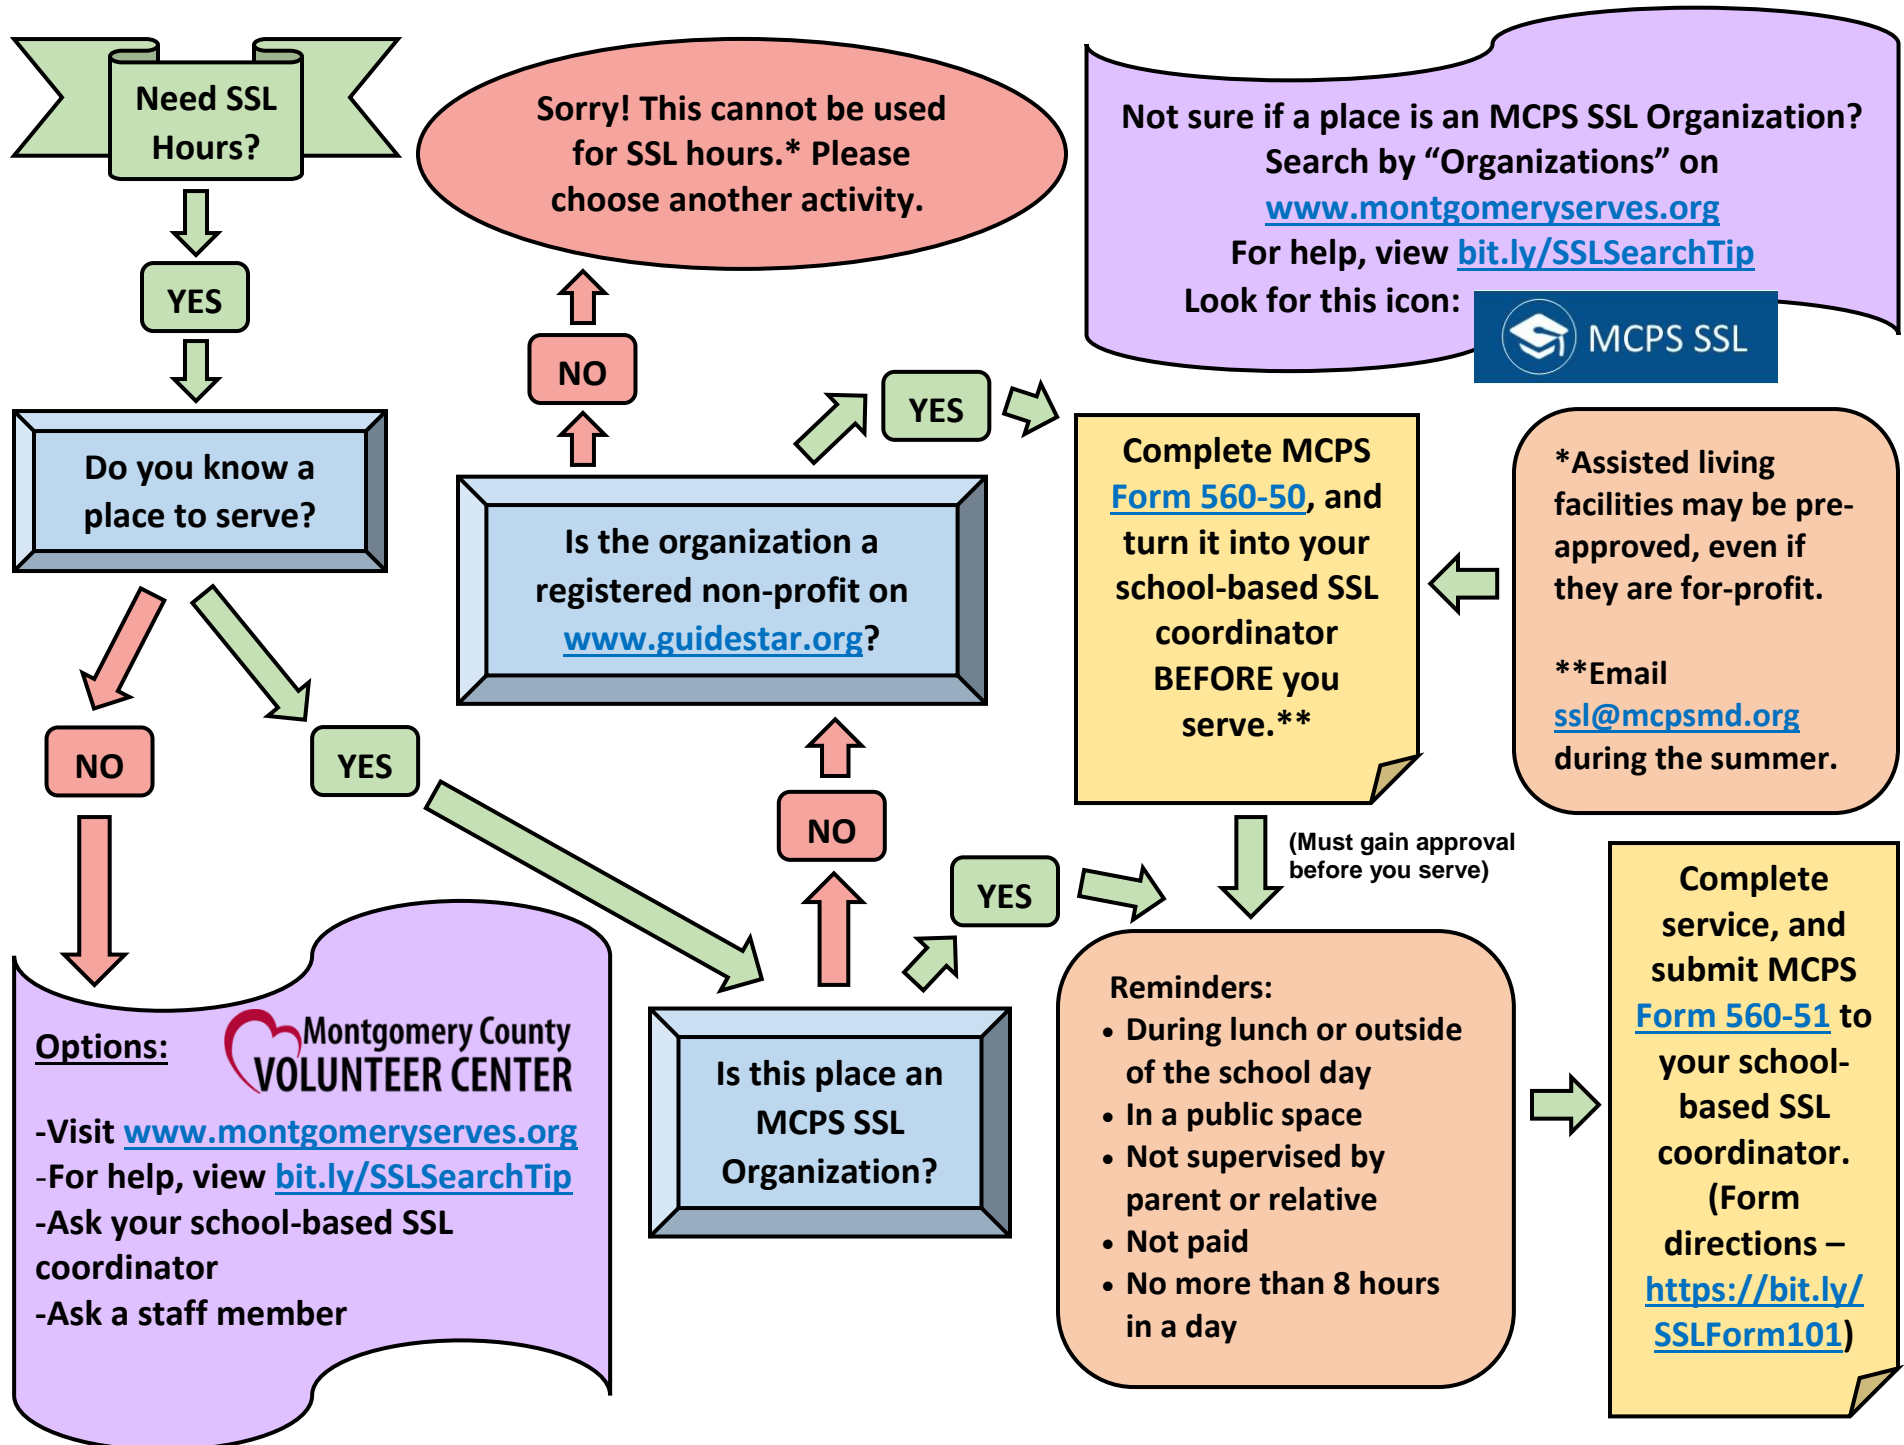 Need SSL
Hours?
YES
Do you know a
place to serve?
NO
YES
Options:
Montgomery County
VOLUNTEER CENTER
-Visit www.montgomeryserves.org
-For help, view bit.ly/SSLSearchTip
-Ask your school-based SSL
coordinator
-Ask a staff member
Sorry! This cannot be used
for SSL hours.* Please
choose another activity.
NO
YES
Is the organization a
registered non-profit on
www.guidestar.org?
NO
YES
Is this place an
MCPS SSL
Organization?
Not sure if a place is an MCPS SSL Organization?
Search by “Organizations” on
www.montgomeryserves.org
For help, view bit.ly/SSLSearchTip
Look for this icon:
MCPS SSL
Complete MCPS
Form 560-50, and
turn it into your
school-based SSL
coordinator
BEFORE you
serve.**
*Assisted living
facilities may be pre-
approved, even if
they are for-profit.
**Email
ssl@mcpsmd.org
during the summer.
(Must gain approval
before you serve)
Reminders:
• During lunch or outside
of the school day
• In a public space
• Not supervised by
parent or relative
• Not paid
• No more than 8 hours
in a day
Complete
service, and
submit MCPS
Form 560-51 to
your school-
based SSL
coordinator.
(Form
directions –
https://bit.ly/
SSLForm101)